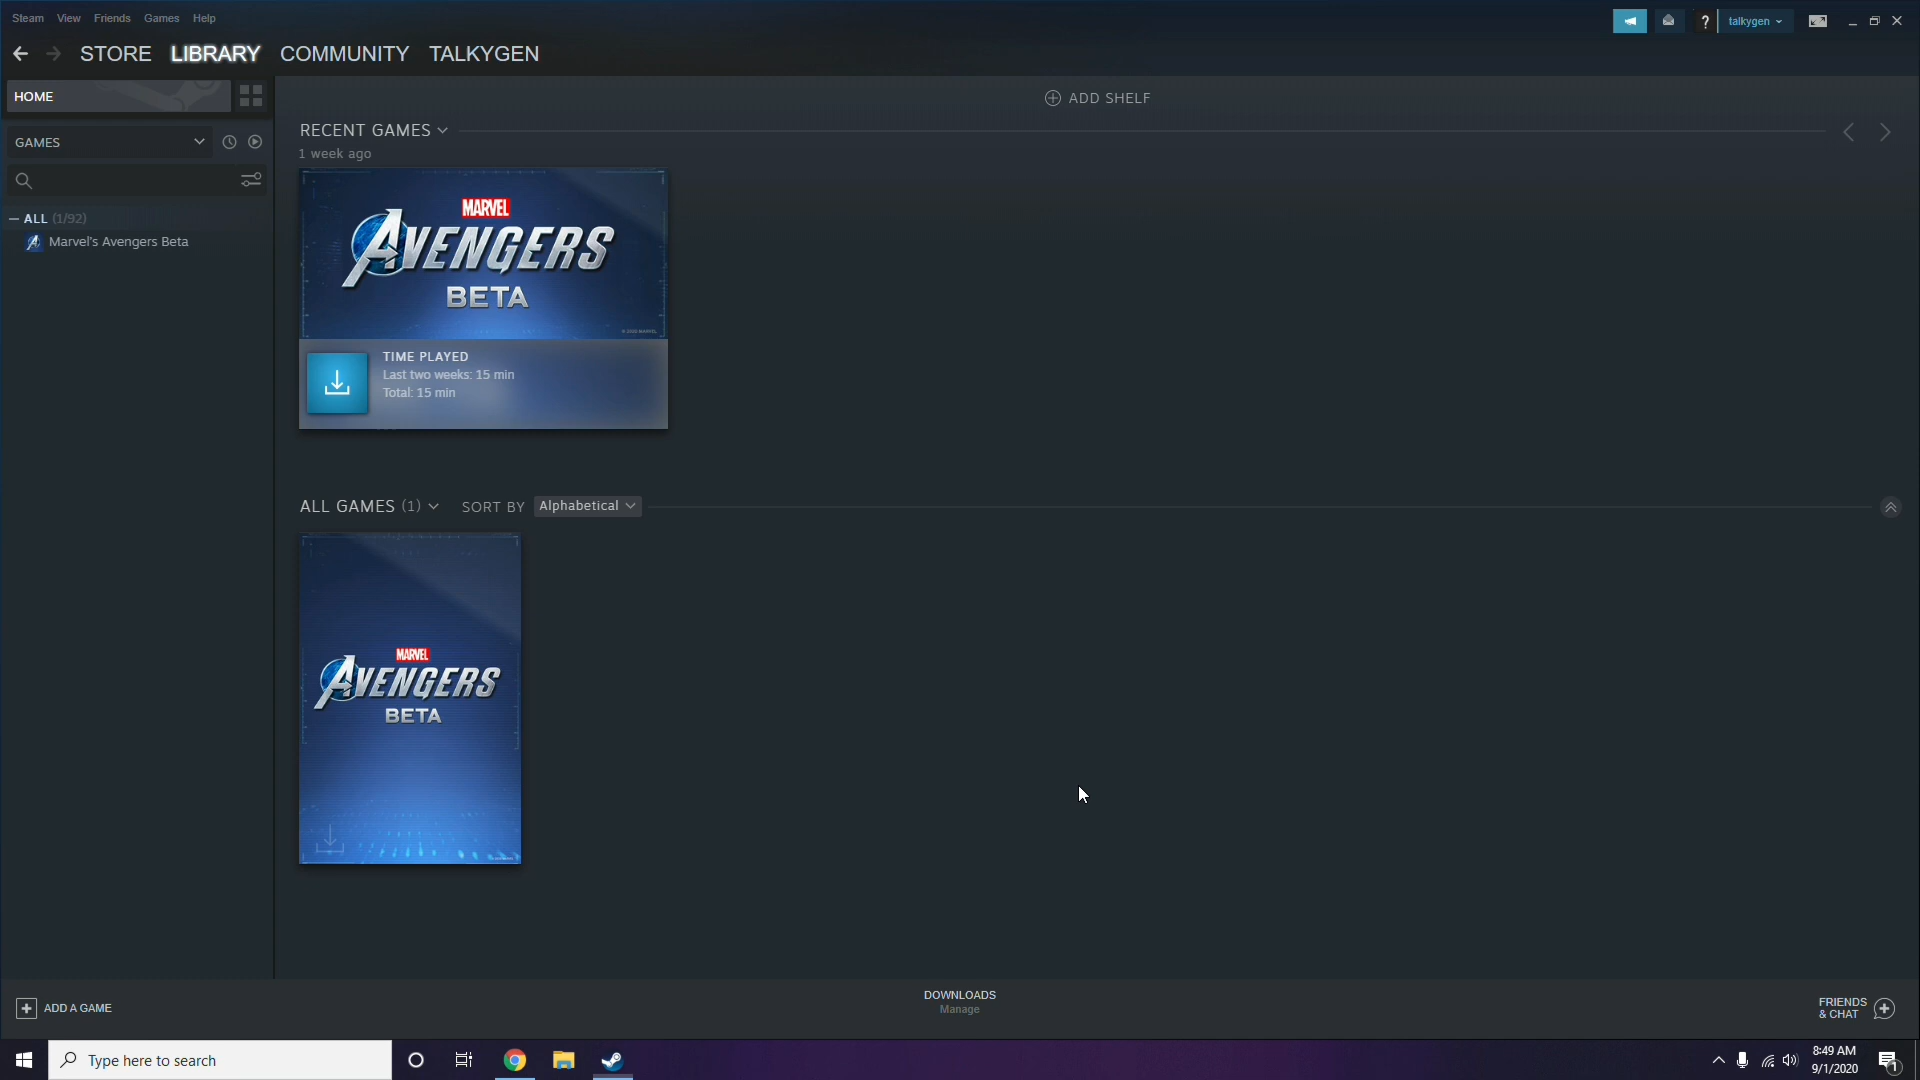 Steam View Friends Games Help
? talkygen
STORE LIBRARY COMMUNITY TALKYGEN
HOME
ADD SHELF
GAMES
RECENT GAMES
1 week ago
ALL (1/92)
Marvel's Avengers Beta
MARVEL
AVENGERS
BETA
© 2020 MARVEL
TIME PLAYED
Last two weeks: 15 min
Total: 15 min
ALL GAMES (1) SORT BY Alphabetical
MARVEL
AVENGERS
BETA
ADD A GAME
DOWNLOADS
Manage
FRIENDS
& CHAT
Type here to search
8:49 AM
9/1/2020
1